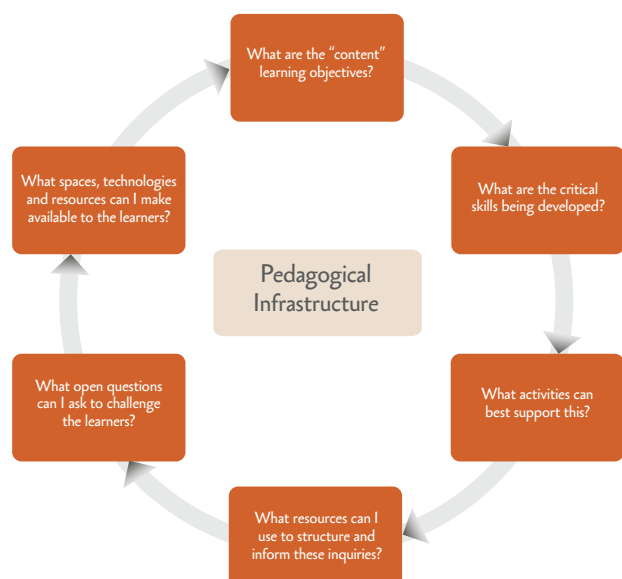 What are the “content”
learning objectives?
What are the critical
skills being developed?
What activities can
best support this?
What resources can I
use to structure and
inform these inquiries?
What open questions
can I ask to challenge
the learners?
What spaces, technologies
and resources can I make
available to the learners?
Pedagogical
Infrastructure